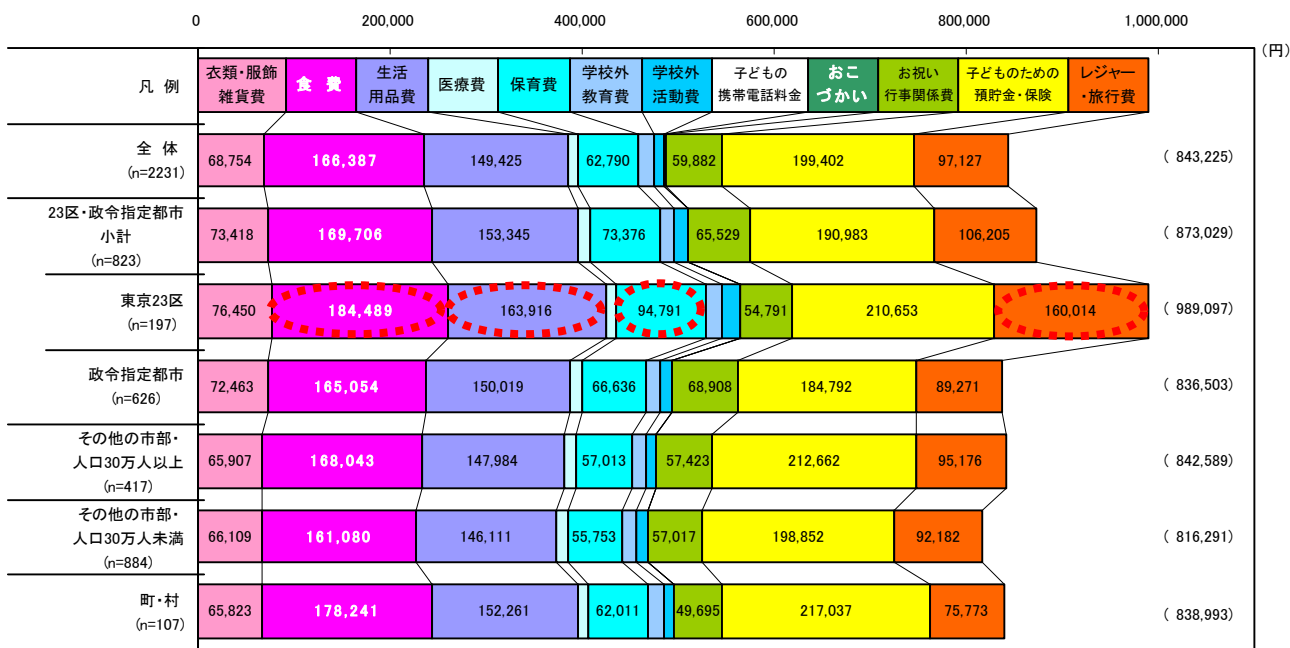 0 200,000 400,000 600,000 800,000 1,000,000
(円)
凡 例
衣類・服飾
雑貨費
食 費
生活
用品費
医療費
保育費
学校外
教育費
学校外
活動費
子どもの
携帯電話料金
おこ
づかい
お祝い
行事関係費
子どものための
預貯金・保険
レジャー
・旅行費
全 体
(n=2231)
68,754 166,387 149,425 62,790 59,882 199,402 97,127 ( 843,225)
23区・政令指定都市
小計
(n=823)
73,418 169,706 153,345 73,376 65,529 190,983 106,205 ( 873,029)
東京23区
(n=197)
76,450 184,489 163,916 94,791 54,791 210,653 160,014 ( 989,097)
政令指定都市
(n=626)
72,463 165,054 150,019 66,636 68,908 184,792 89,271 ( 836,503)
その他の市部・
人口30万人以上
(n=417)
65,907 168,043 147,984 57,013 57,423 212,662 95,176 ( 842,589)
その他の市部・
人口30万人未満
(n=884)
66,109 161,080 146,111 55,753 57,017 198,852 92,182 ( 816,291)
町・村
(n=107)
65,823 178,241 152,261 62,011 49,695 217,037 75,773 ( 838,993)